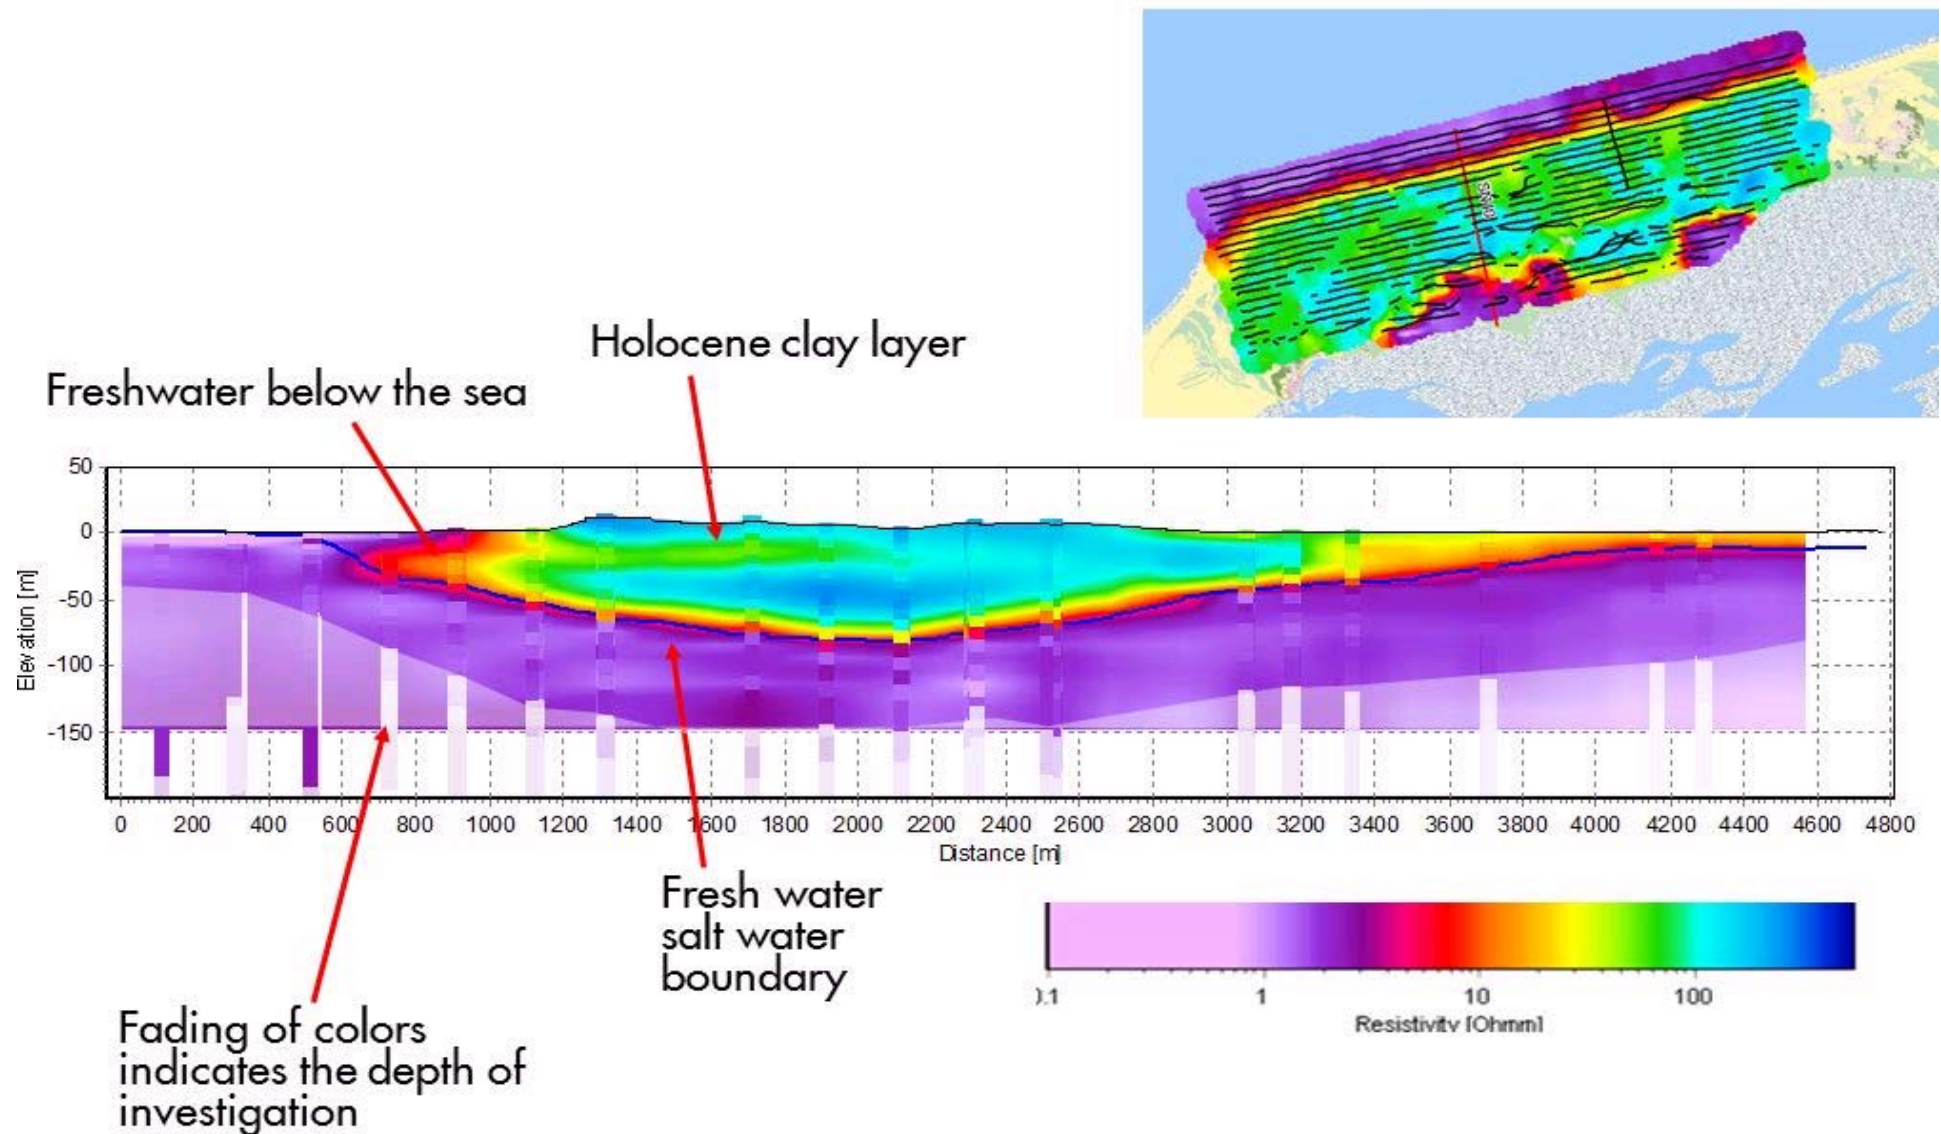 Holocene clay layer
Freshwater below the sea
50
0
-50
-100
-150
Elevation [m]
0 200 400 600 800 1000 1200 1400 1600 1800 2000 2200 2400 2600 2800 3000 3200 3400 3600 3800 4000 4200 4400 4600 4800
Distance [m]
Fresh water
salt water
boundary
Fading of colors
indicates the depth of
investigation
).1 1 10 100
Resistivity [Ohmm]